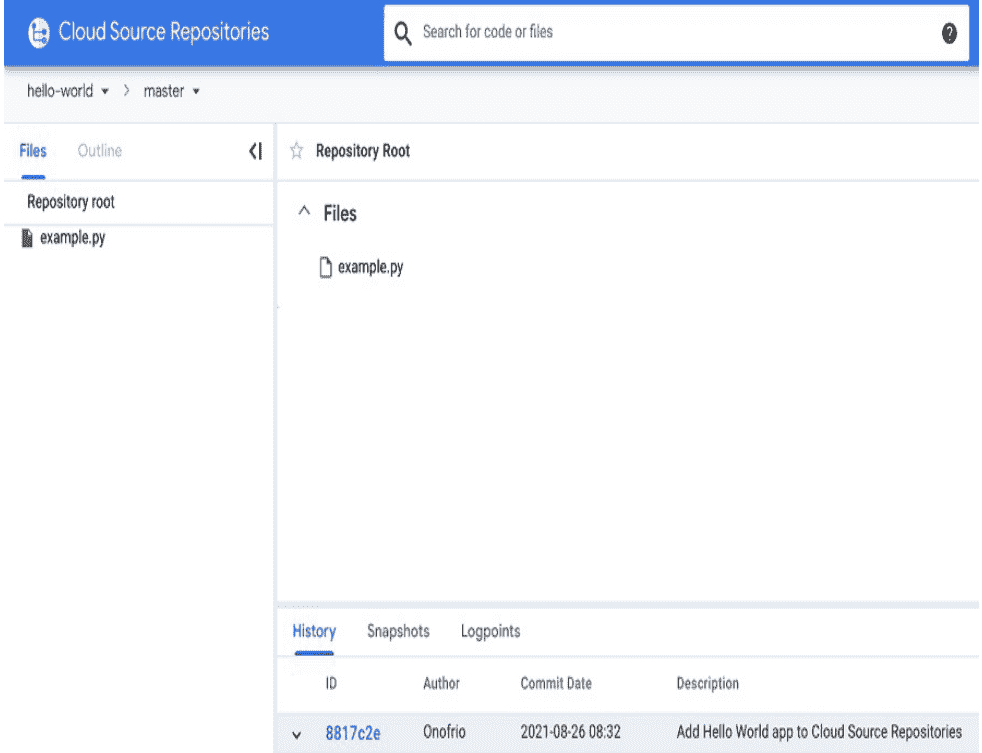 Cloud Source Repositories
Search for code or files
hello-world > master
Files Outline
Repository Root
Repository root
Files
example.py
example.py
History Snapshots Logpoints
ID Author Commit Date Description
8817c2e Onofrio 2021-08-26 08:32 Add Hello World app to Cloud Source Repositories